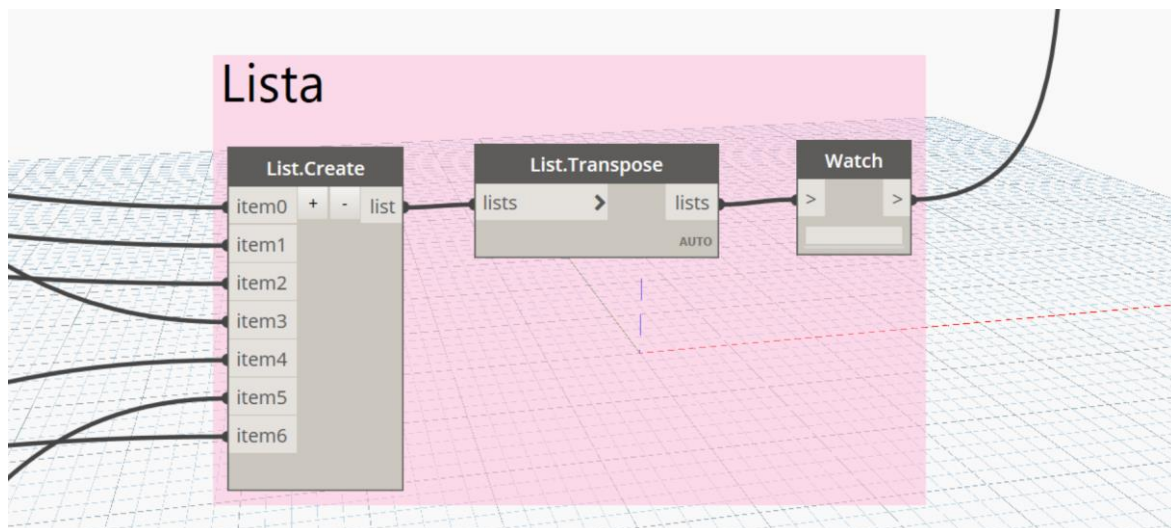 Lista
List.Create
item0 + - list
item1
item2
item3
item4
item5
item6
List.Transpose
lists > lists
AUTO
Watch
> >